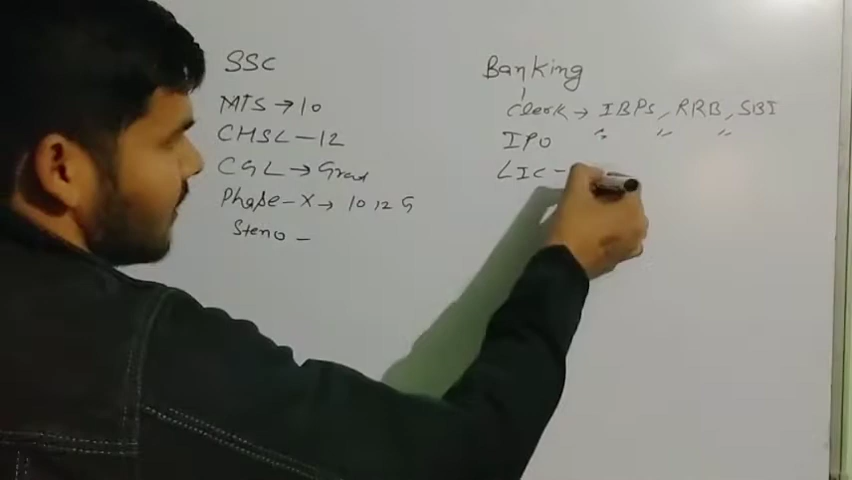 SSC
MTS → 10
CHSL - 12
CGL → Grad
Phase - X → 10 12 G
Steno -
Banking
Clerk → IBPS, RRB, SBI
IPO " " "
LIC -